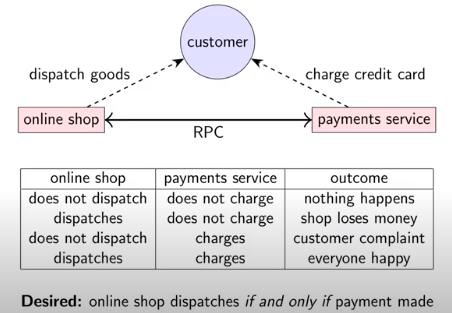 customer
dispatch goods
charge credit card
online shop
RPC
payments service
online shop payments service outcome
does not dispatch does not charge nothing happens
dispatches does not charge shop loses money
does not dispatch charges customer complaint
dispatches charges everyone happy
Desired: online shop dispatches if and only if payment made